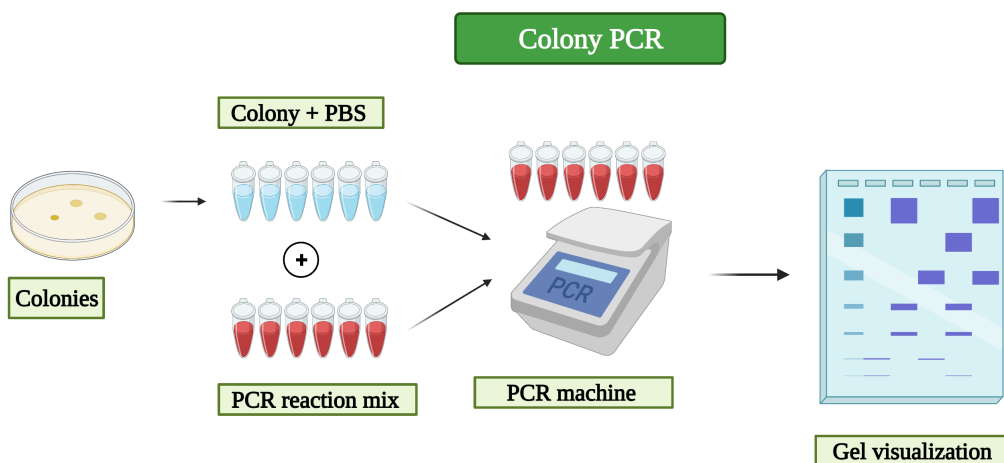 Colony PCR
Colony + PBS
Colonies
PCR
PCR reaction mix
PCR machine
Gel visualization